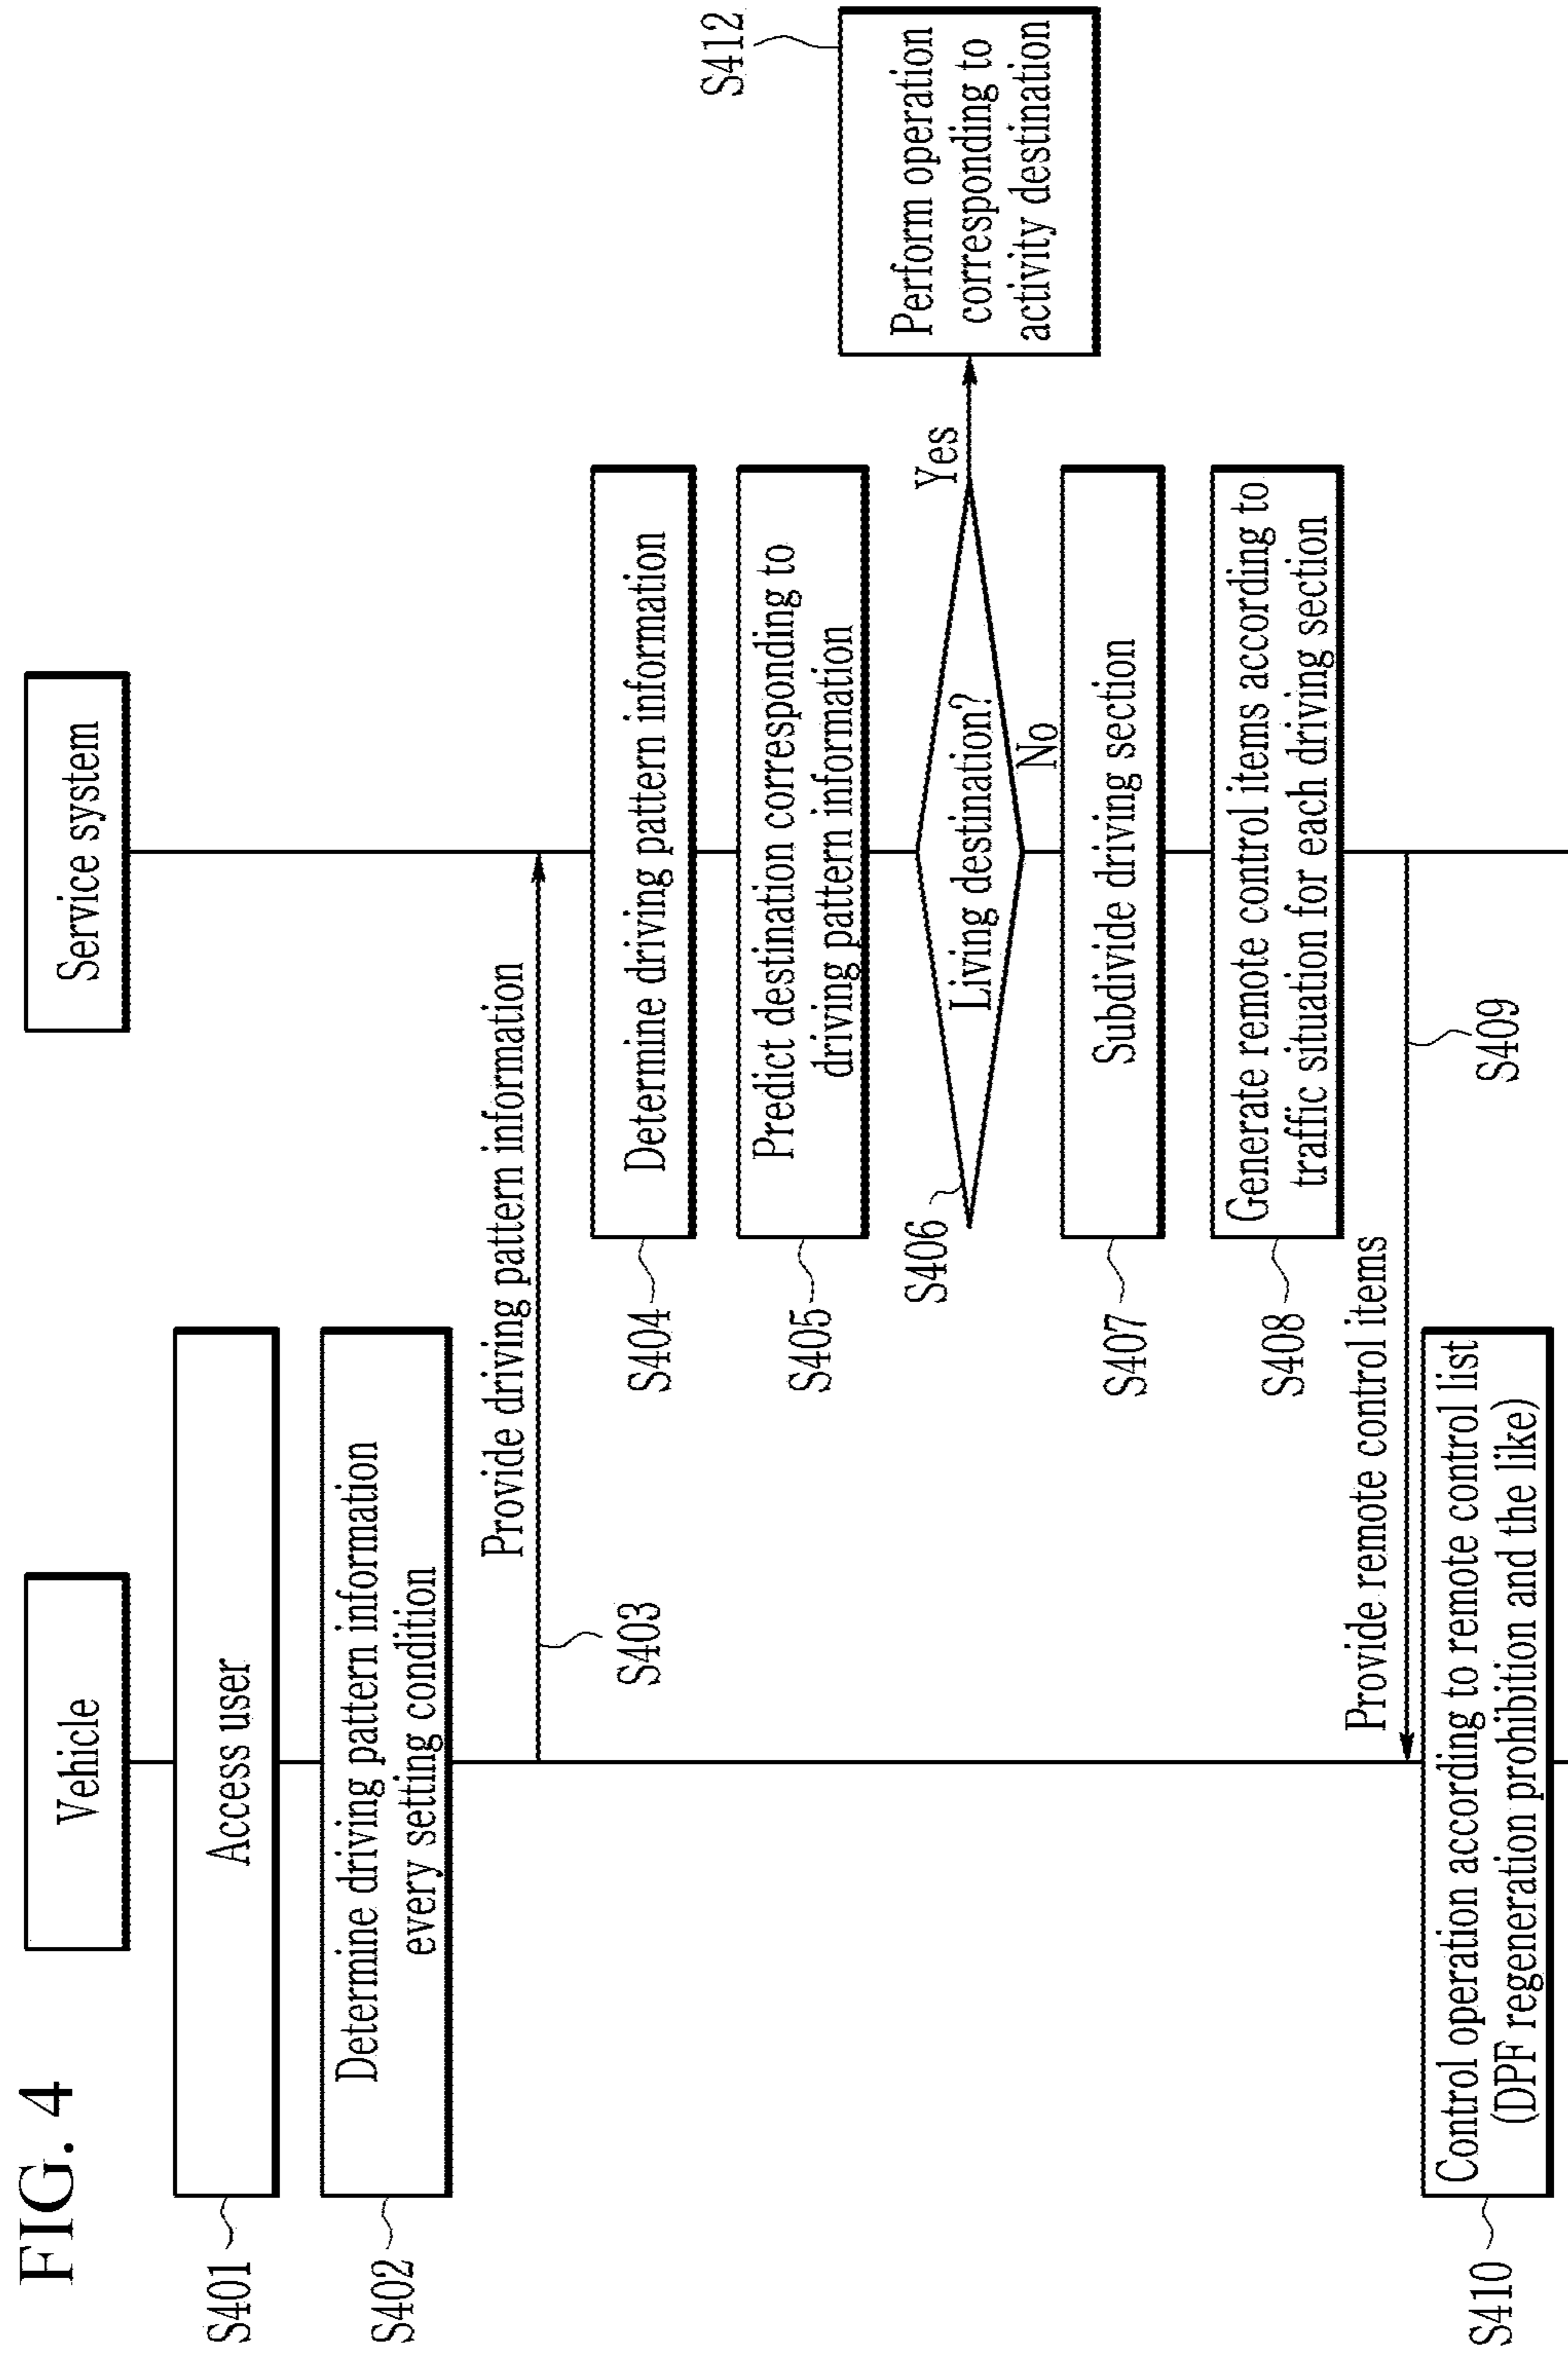 FIG. 4
Vehicle
Service system
S401
Access user
S402
Determine driving pattern information
every setting condition
Provide driving pattern information
S403
S404
Determine driving pattern information
S405
Predict destination corresponding to
driving pattern information
S406
Living destination?
Yes
No
S412
Perform operation
corresponding to
activity destination
S407
Subdivide driving section
S408
Generate remote control items according to
traffic situation for each driving section
Provide remote control items
S409
S410
Control operation according to remote control list
(DPF regeneration prohibition and the like)